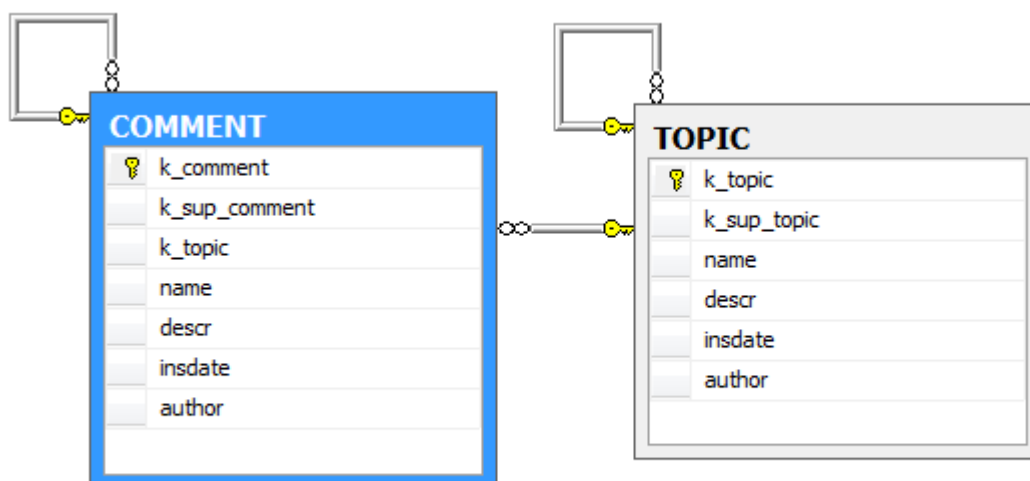 COMMENT
k_comment
k_sup_comment
k_topic
name
descr
insdate
author
TOPIC
k_topic
k_sup_topic
name
descr
insdate
author